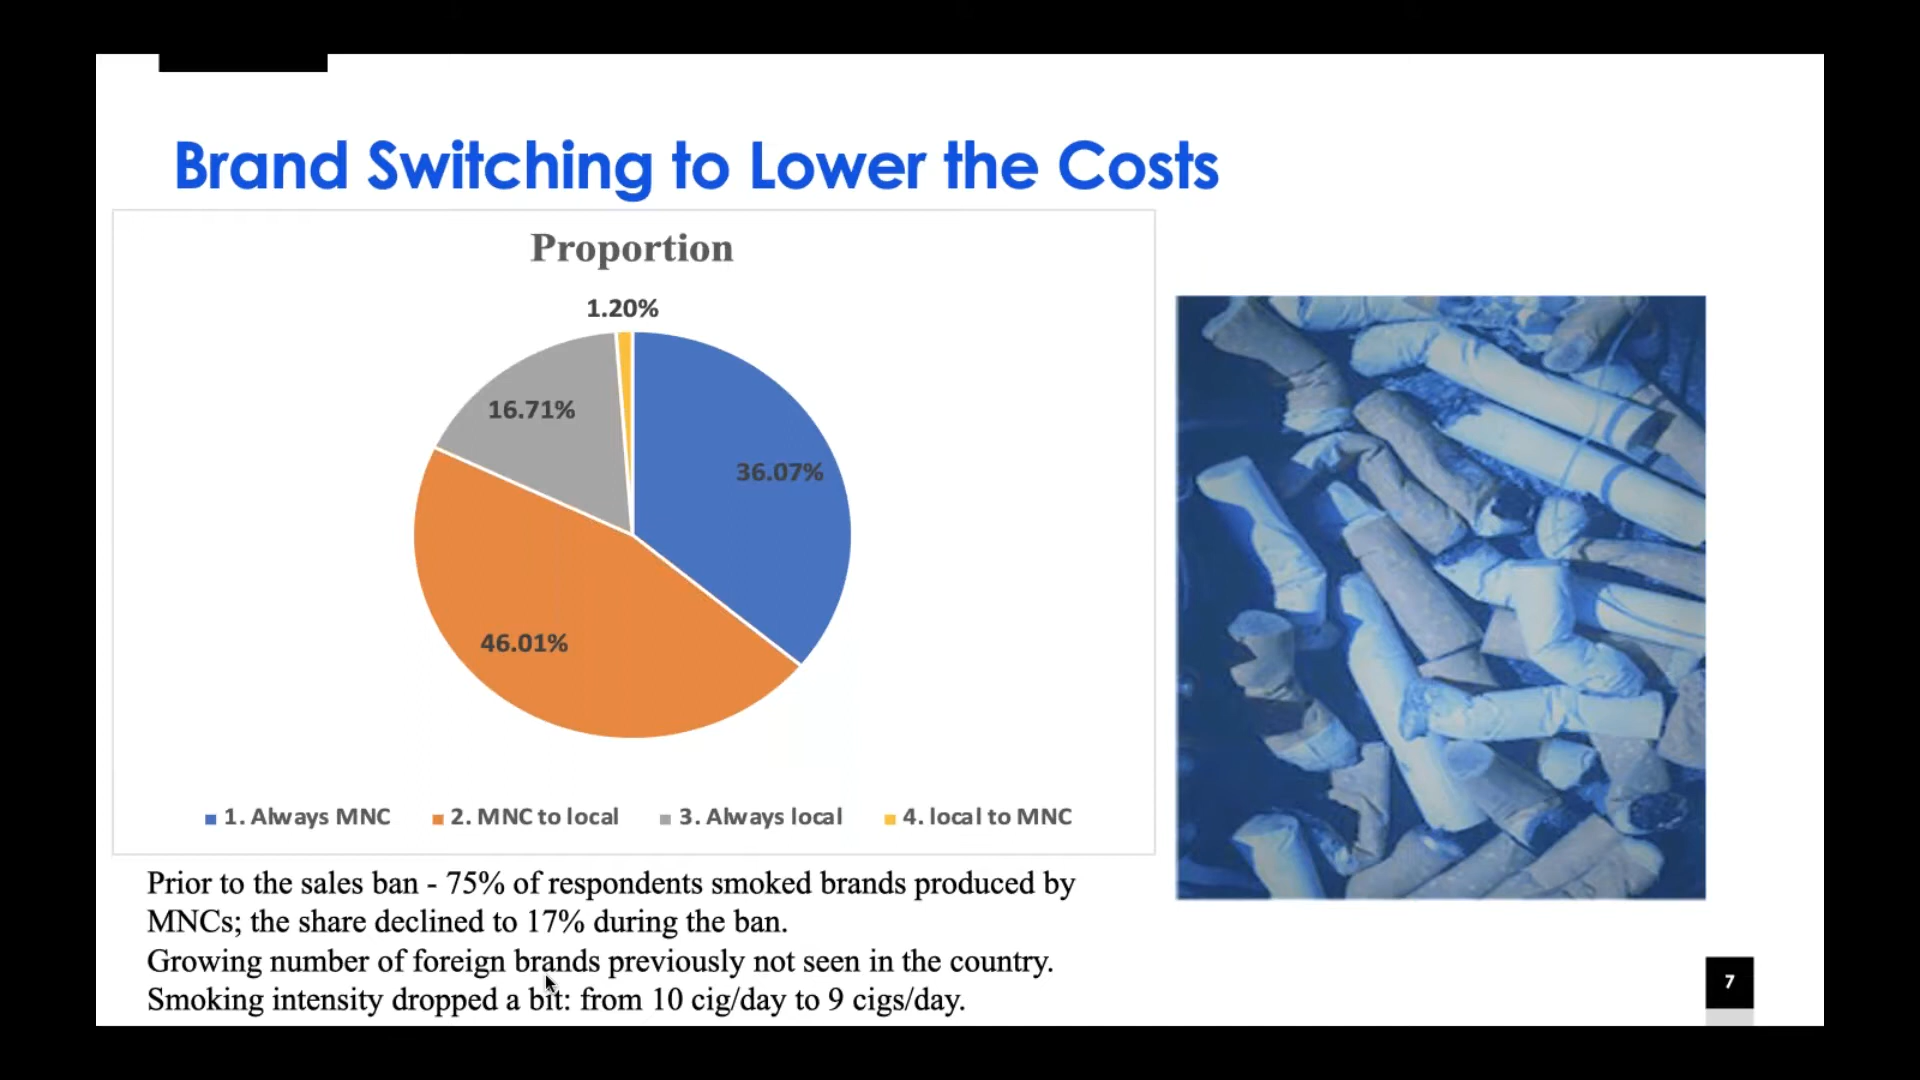 Brand Switching to Lower the Costs
Proportion
1.20%
16.71%
36.07%
46.01%
1. Always MNC 2. MNC to local 3. Always local 4. local to MNC
Prior to the sales ban - 75% of respondents smoked brands produced by
MNCs; the share declined to 17% during the ban.
Growing number of foreign brands previously not seen in the country.
Smoking intensity dropped a bit: from 10 cig/day to 9 cigs/day.
7